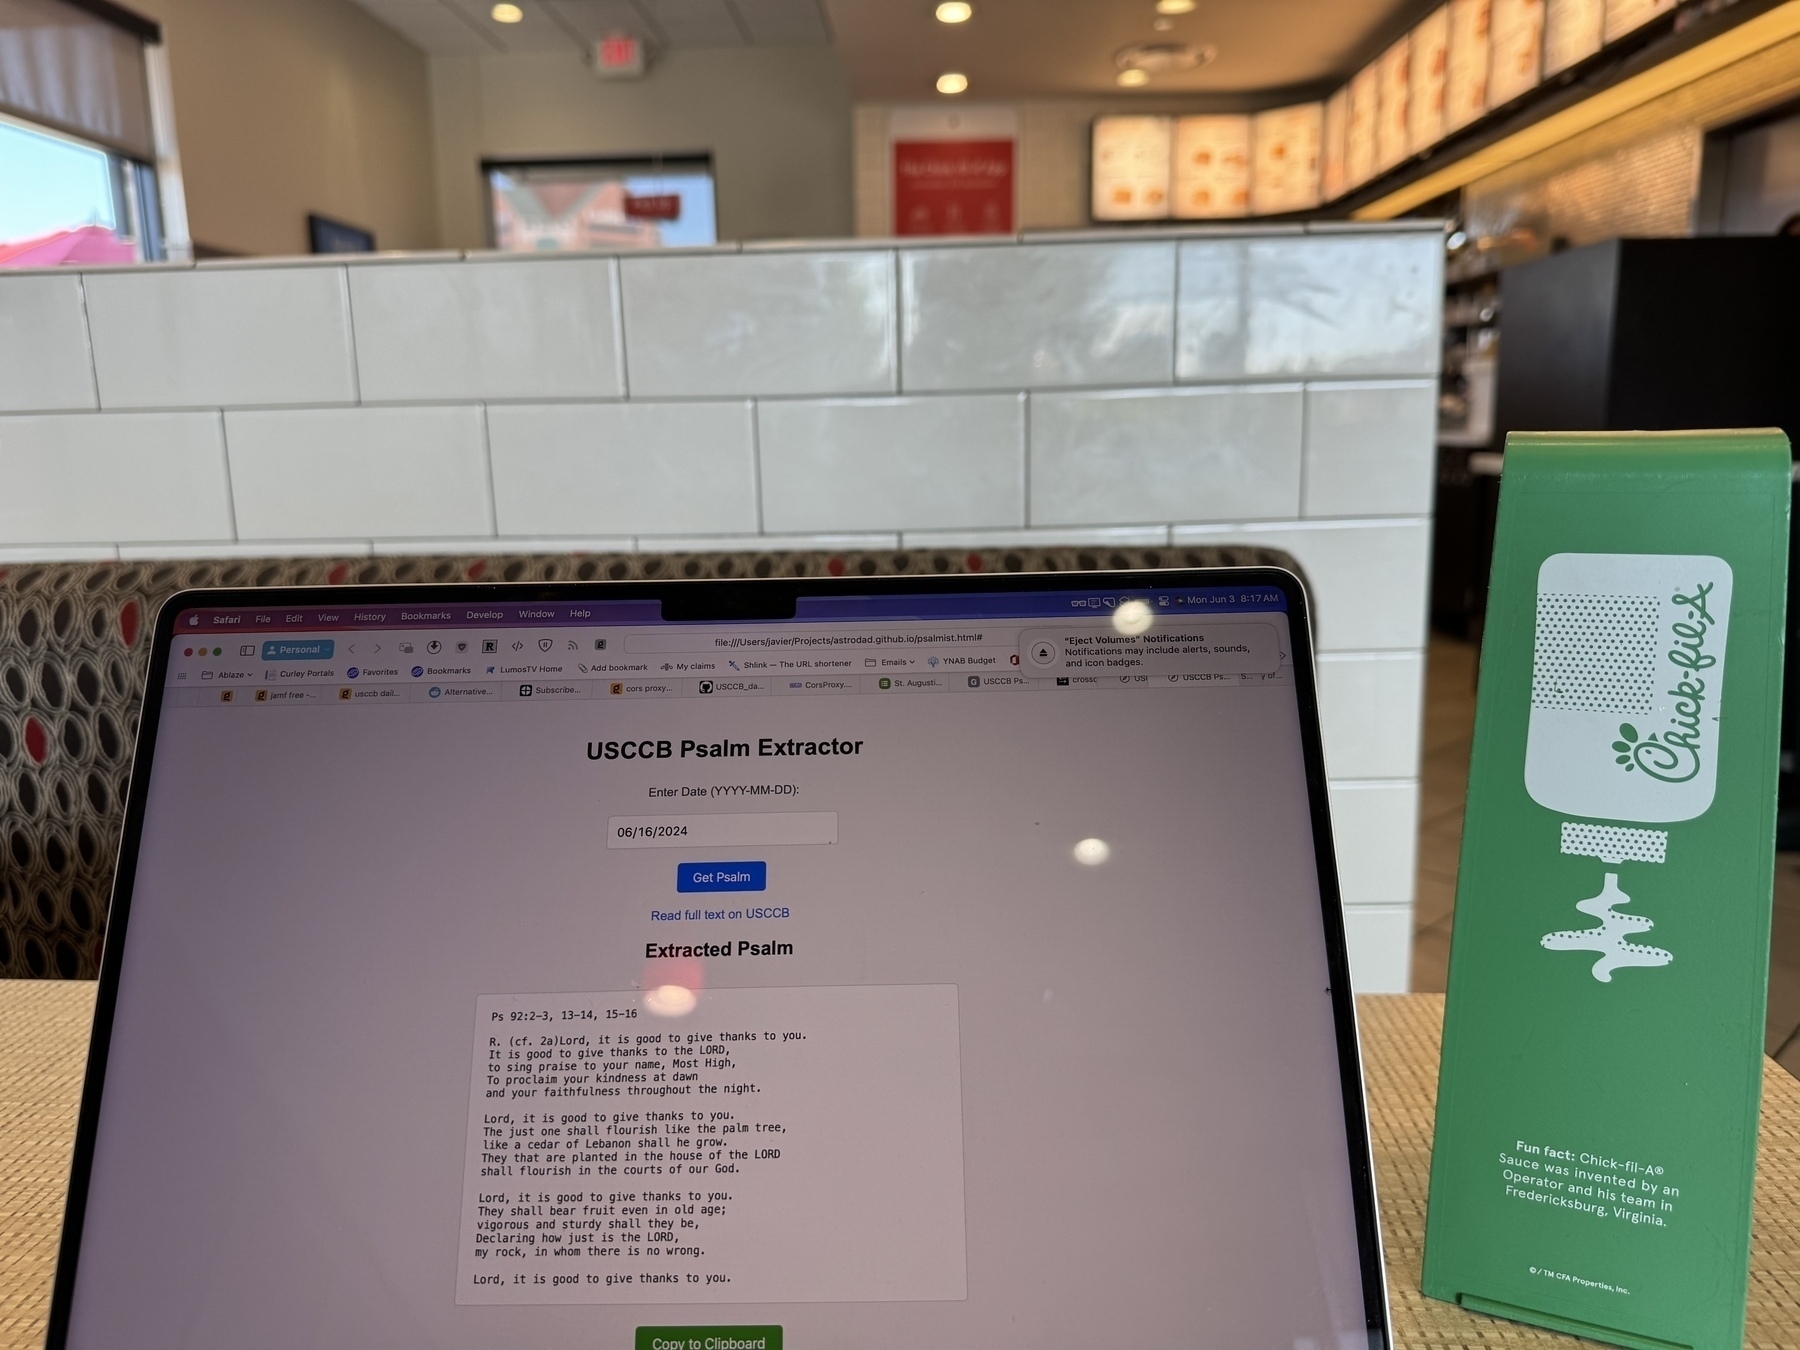 EXIT
Safari File Edit View History Bookmarks Develop Window Help
Mon Jun 3 8:17 AM
Personal
file:///Users/javier/Projects/astrodad.github.io/psalmist.html#
"Eject Volumes" Notifications
Notifications may include alerts, sounds,
and icon badges.
Ablaze Curley Portals Favorites Bookmarks LumosTV Home Add bookmark My claims Shlink — The URL shortener Emails YNAB Budget
jamf free -... usccb dail... Alternative... Subscribe... cors proxy... USCCB_da... CorsProxy.... St. Augusti... USCCB Ps... crossc USCCB Ps...
USCCB Psalm Extractor
Enter Date (YYYY-MM-DD):
06/16/2024
Get Psalm
Read full text on USCCB
Extracted Psalm
Ps 92:2-3, 13-14, 15-16
R. (cf. 2a)Lord, it is good to give thanks to you.
It is good to give thanks to the LORD,
to sing praise to your name, Most High,
To proclaim your kindness at dawn
and your faithfulness throughout the night.
Lord, it is good to give thanks to you.
The just one shall flourish like the palm tree,
like a cedar of Lebanon shall he grow.
They that are planted in the house of the LORD
shall flourish in the courts of our God.
Lord, it is good to give thanks to you.
They shall bear fruit even in old age;
vigorous and sturdy shall they be,
Declaring how just is the LORD,
my rock, in whom there is no wrong.
Lord, it is good to give thanks to you.
Copy to Clipboard
Chick-fil-A
Fun fact: Chick-fil-A®
Sauce was invented by an
Operator and his team in
Fredericksburg, Virginia.
©/TM CFA Properties, Inc.